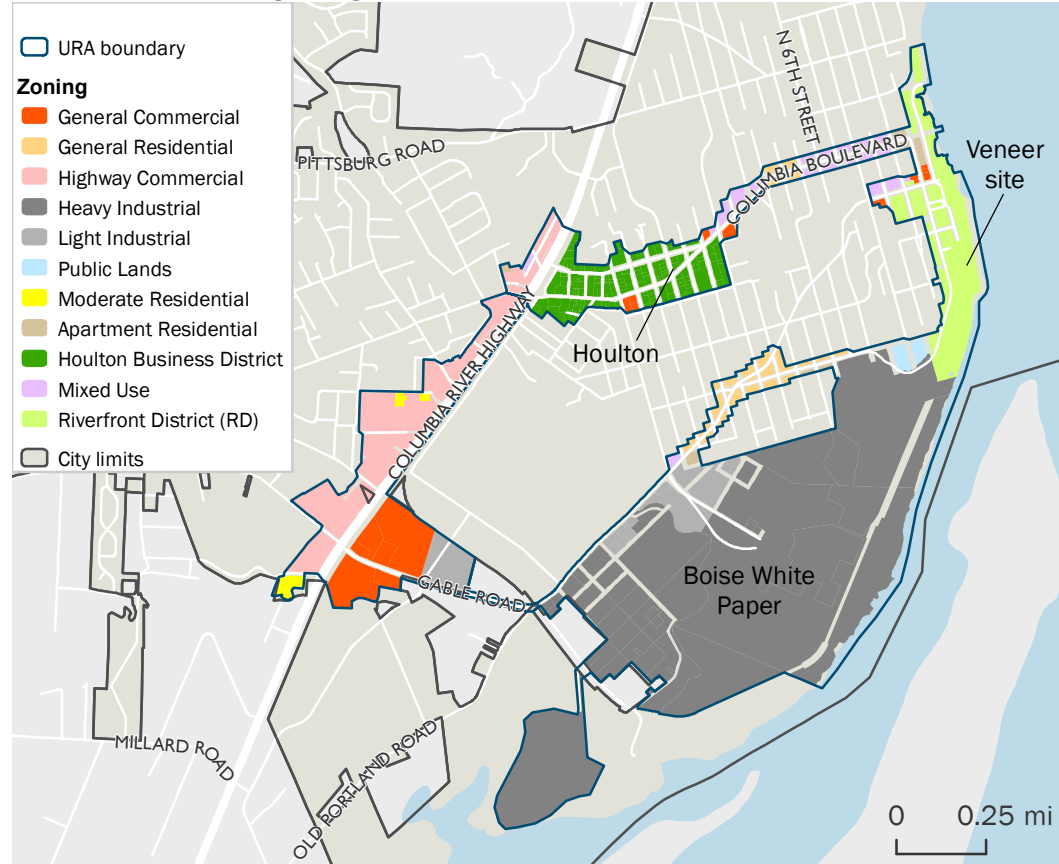 URA boundary
Zoning
General Commercial
General Residential
Highway Commercial
Heavy Industrial
Light Industrial
Public Lands
Moderate Residential
Apartment Residential
Houlton Business District
Mixed Use
Riverfront District (RD)
City limits
PITTSBURG ROAD
N 6TH STREET
COLUMBIA BOULEVARD
Veneer
site
COLUMBIA RIVER HIGHWAY
Houlton
GABLE ROAD
Boise White
Paper
MILLARD ROAD
OLD PORTLAND ROAD
0 0.25 mi